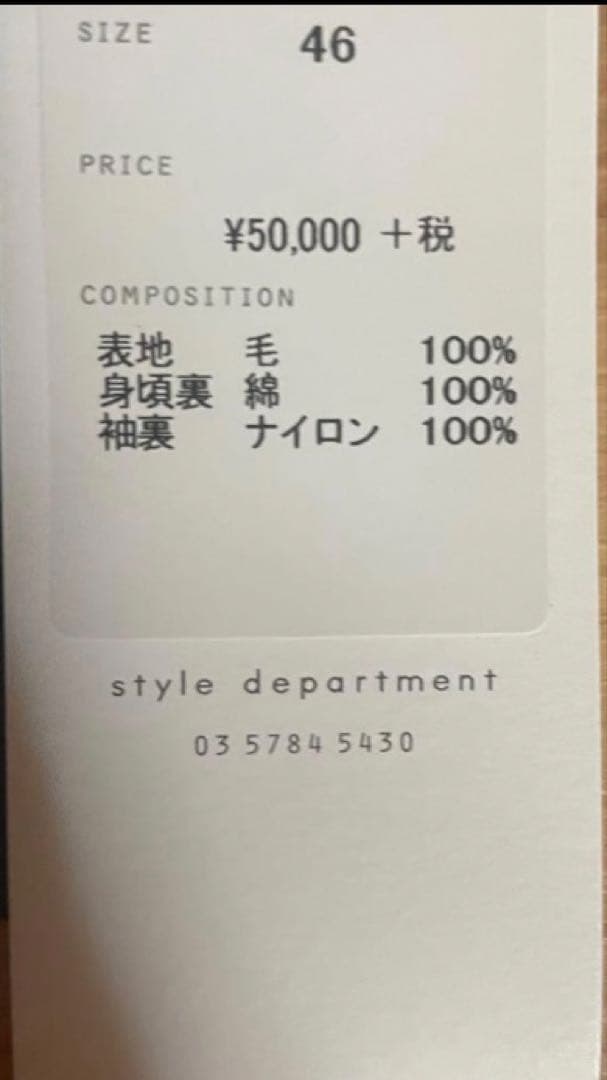 SIZE 46
PRICE
¥50,000 +税
COMPOSITION
表地 毛 100%
身頃裏 綿 100%
袖裏 ナイロン 100%
style department
03 5784 5430